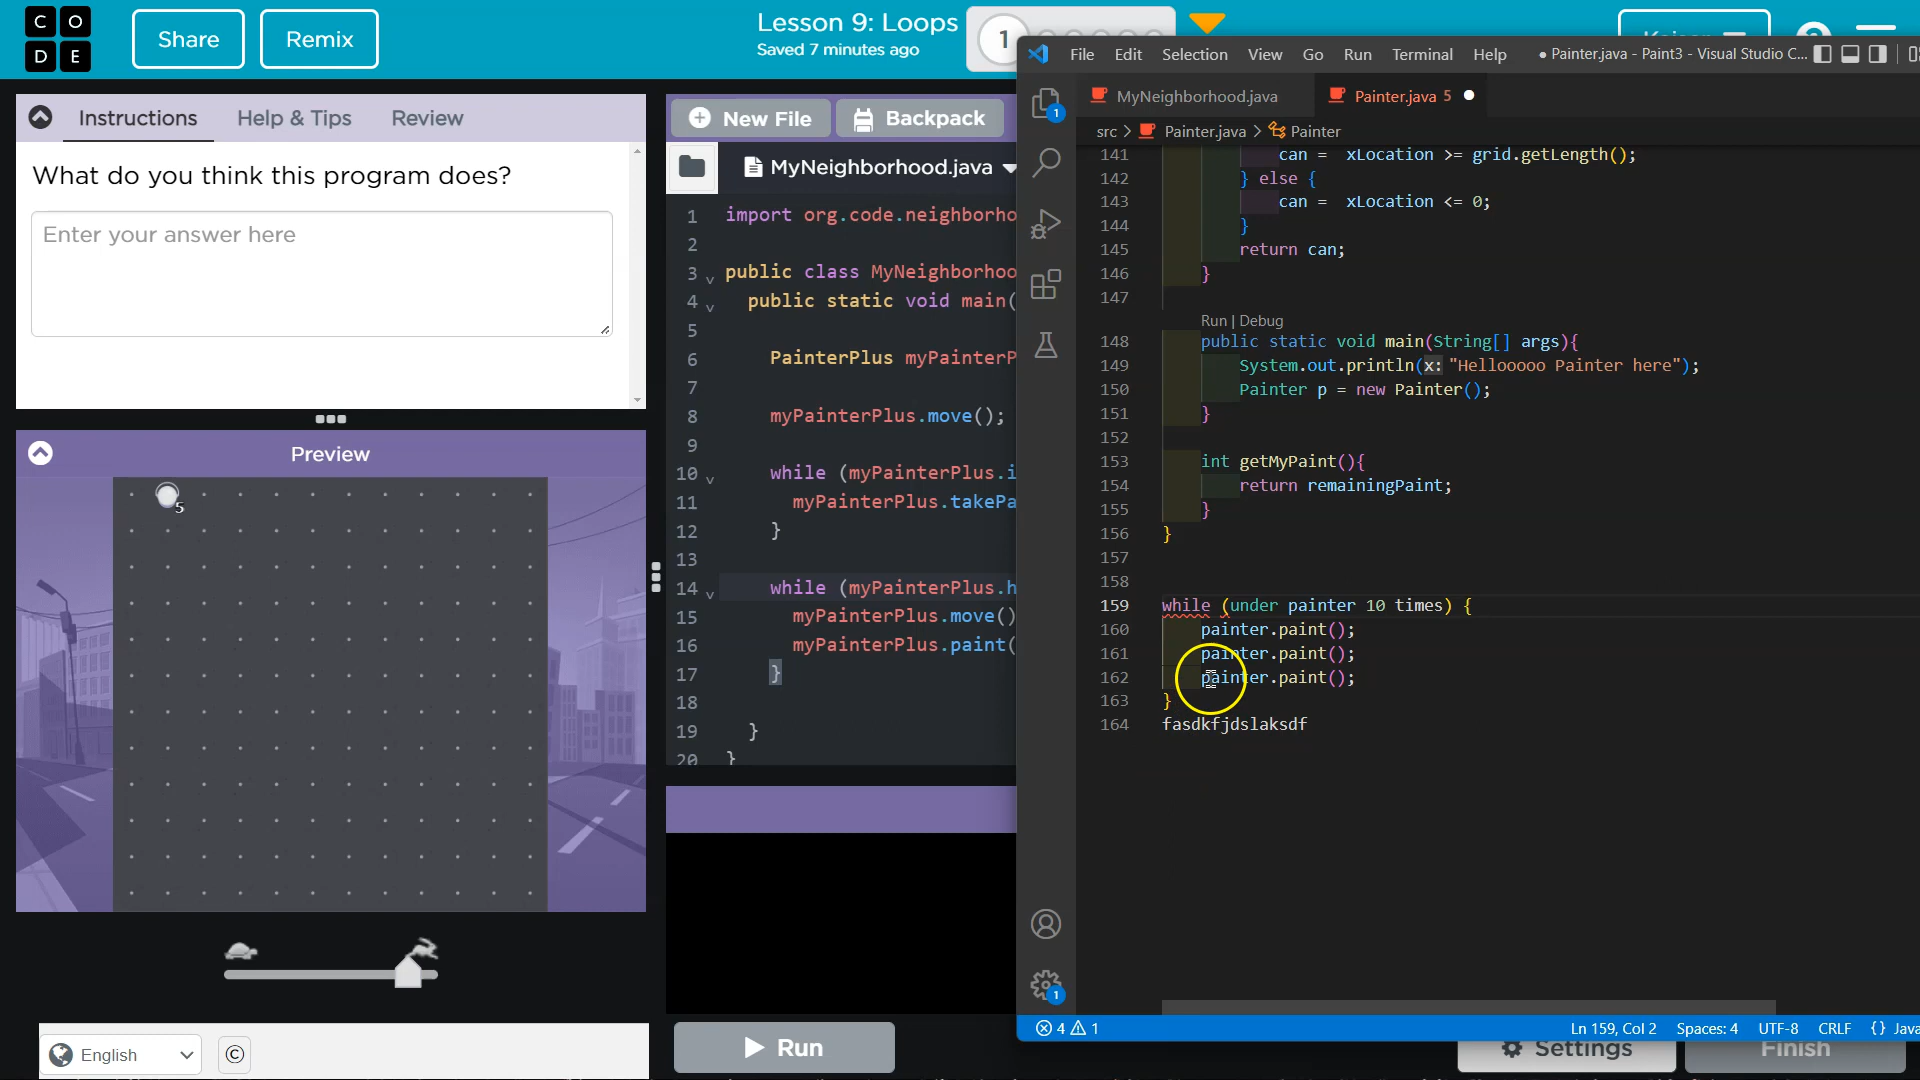 CODE
Share
Remix
Lesson 9: Loops
Saved 7 minutes ago
1
Instructions
Help & Tips
Review
What do you think this program does?
Enter your answer here
Preview
5
English
©
New File
Backpack
MyNeighborhood.java
1 import org.code.neighborho
2
3 public class MyNeighborhoo
4 public static void main(
5
6 PainterPlus myPainterP
7
8 myPainterPlus.move();
9
10 while (myPainterPlus.i
11 myPainterPlus.takePa
12 }
13
14 while (myPainterPlus.h
15 myPainterPlus.move()
16 myPainterPlus.paint(
17 }
18
19 }
20 }
Run
File Edit Selection View Go Run Terminal Help
● Painter.java - Paint3 - Visual Studio C...
MyNeighborhood.java
Painter.java 5
src > Painter.java > Painter
1
141 can = xLocation >= grid.getLength();
142 } else {
143 can = xLocation <= 0;
144 }
145 return can;
146 }
147
Run | Debug
148 public static void main(String[] args){
149 System.out.println(x: "Hellooooo Painter here");
150 Painter p = new Painter();
151 }
152
153 int getMyPaint(){
154 return remainingPaint;
155 }
156 }
157
158
159 while (under painter 10 times) {
160 painter.paint();
161 painter.paint();
162 painter.paint();
163 }
164 fasdkfjdslaksdf
1
4 1
Ln 159, Col 2 Spaces: 4 UTF-8 CRLF {} Java
Settings
Finish